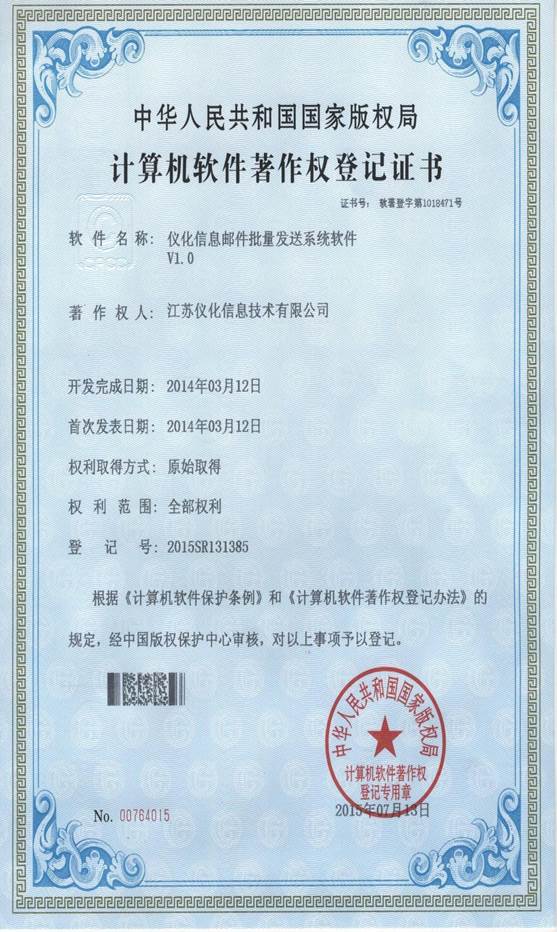 中华人民共和国国家版权局
计算机软件著作权登记证书
证书号： 软著登字第1018471号
CPCC
软件名称： 仪化信息邮件批量发送系统软件
V1.0
著作权人： 江苏仪化信息技术有限公司
开发完成日期： 2014年03月12日
首次发表日期： 2014年03月12日
权利取得方式： 原始取得
权利范围： 全部权利
登记号： 2015SR131385
根据《计算机软件保护条例》和《计算机软件著作权登记办法》的
规定，经中国版权保护中心审核，对以上事项予以登记。
中华人民共和国国家版权局
计算机软件著作权
登记专用章
No. 00764015
2015年07月13日